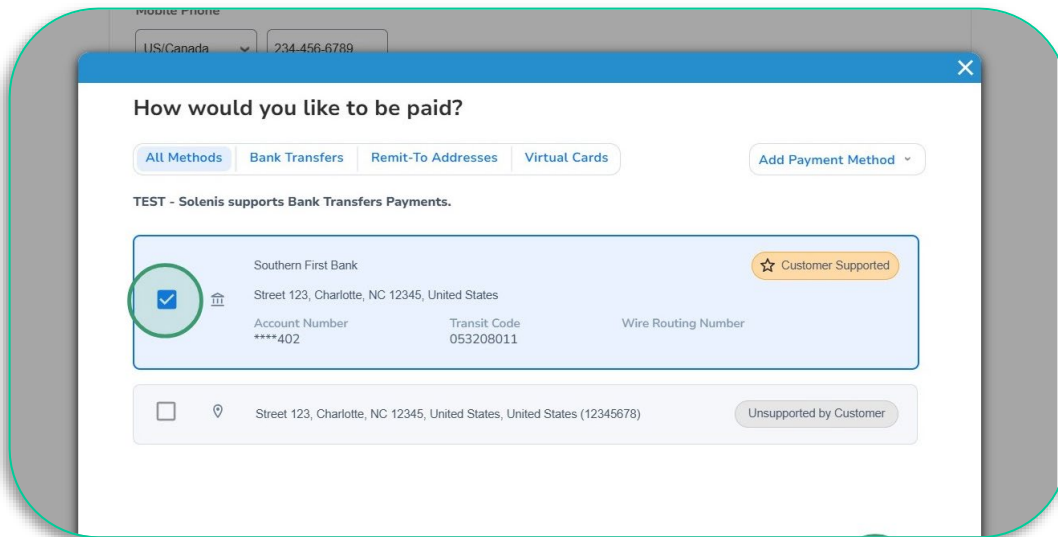 Mobile Phone
US/Canada 234-456-6789
How would you like to be paid?
All Methods Bank Transfers Remit-To Addresses Virtual Cards Add Payment Method
TEST - Solenis supports Bank Transfers Payments.
Southern First Bank Customer Supported
Street 123, Charlotte, NC 12345, United States
Account Number Transit Code Wire Routing Number
****402 053208011
Street 123, Charlotte, NC 12345, United States, United States (12345678) Unsupported by Customer